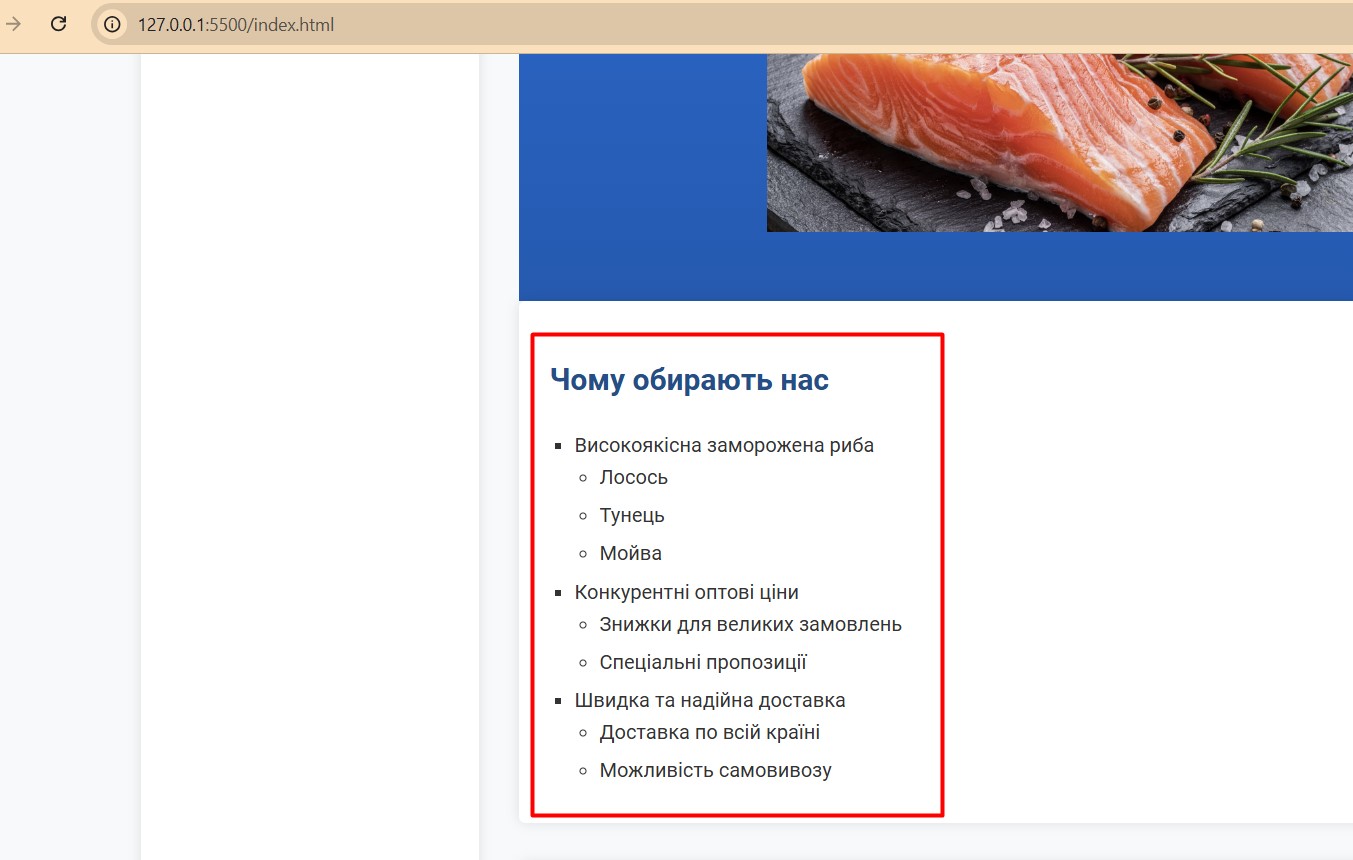 127.0.0.1:5500/index.html
Чому обирають нас
Високоякісна заморожена риба
Лосось
Тунець
Мойва
Конкурентні оптові ціни
Знижки для великих замовлень
Спеціальні пропозиції
Швидка та надійна доставка
Доставка по всій країні
Можливість самовивозу